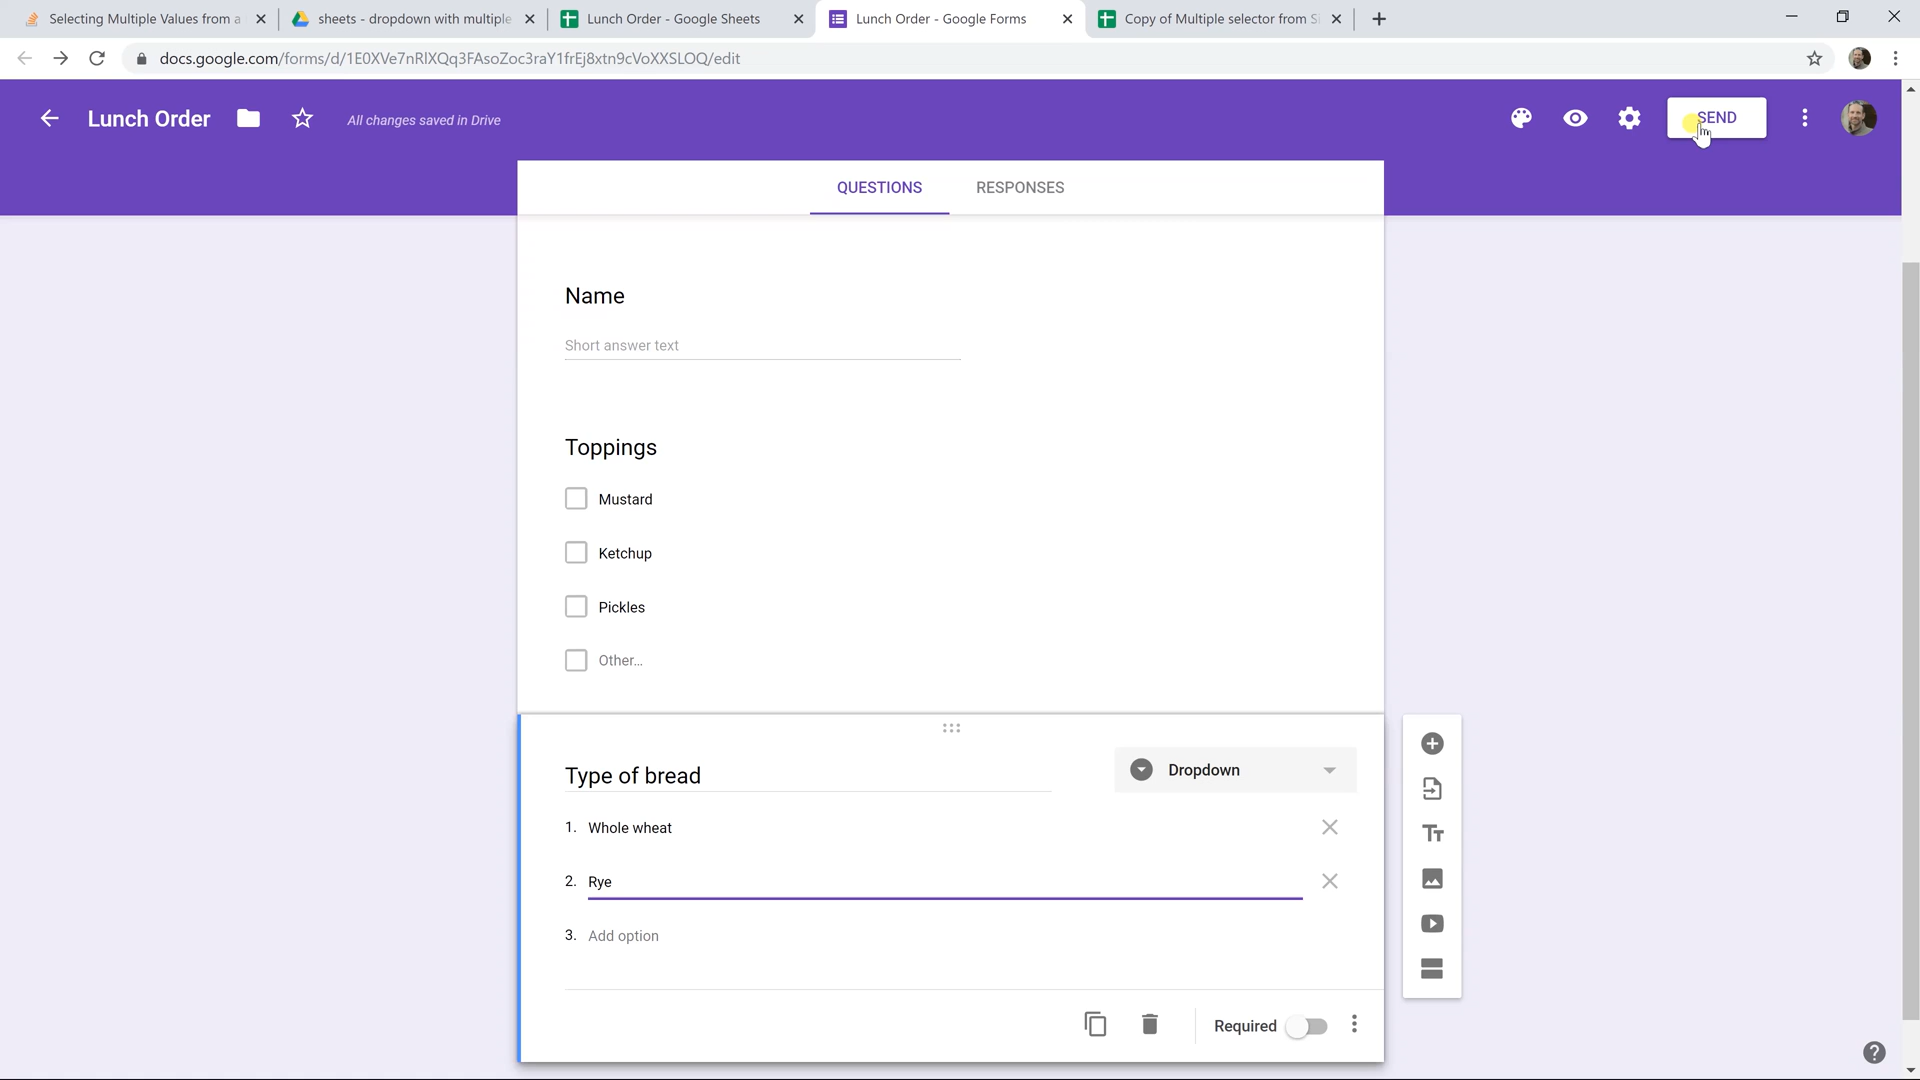 Selecting Multiple Values from a
sheets - dropdown with multiple
Lunch Order - Google Sheets
Lunch Order - Google Forms
Copy of Multiple selector from Si
docs.google.com/forms/d/1E0XVe7nRlXQq3FAsoZoc3raY1frEj8xtn9cVoXXSLOQ/edit
Lunch Order
All changes saved in Drive
SEND
QUESTIONS
RESPONSES
Name
Short answer text
Toppings
Mustard
Ketchup
Pickles
Other...
Type of bread
Dropdown
1. Whole wheat
2. Rye
3. Add option
Required